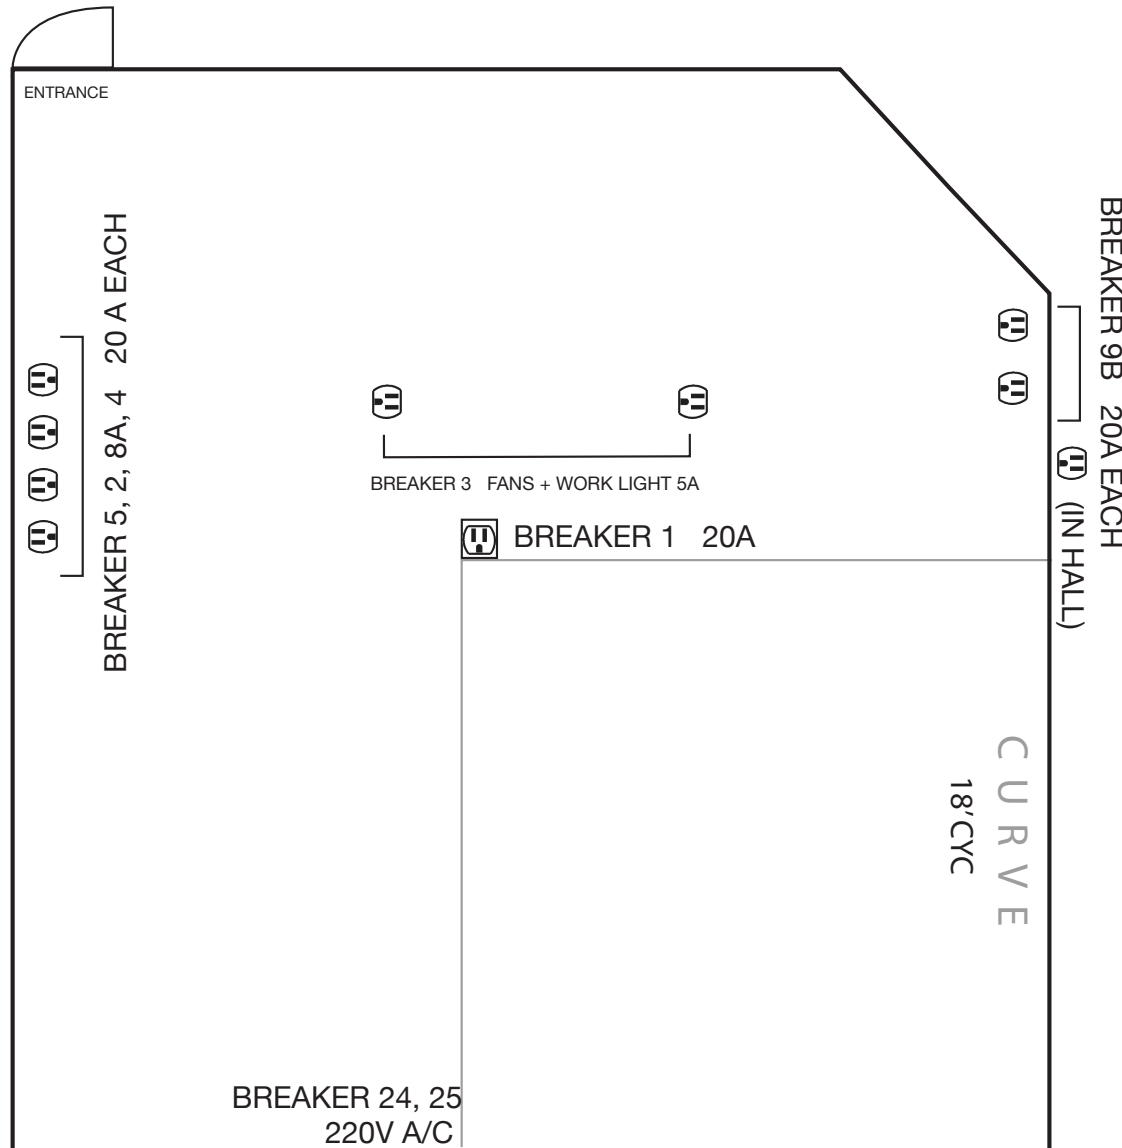 ENTRANCE
BREAKER 5, 2, 8A, 4 20 A EACH
BREAKER 9B 20A EACH
(IN HALL)
BREAKER 3 FANS + WORK LIGHT 5A
BREAKER 1 20A
CURVE
18'CYC
BREAKER 24, 25
220V A/C